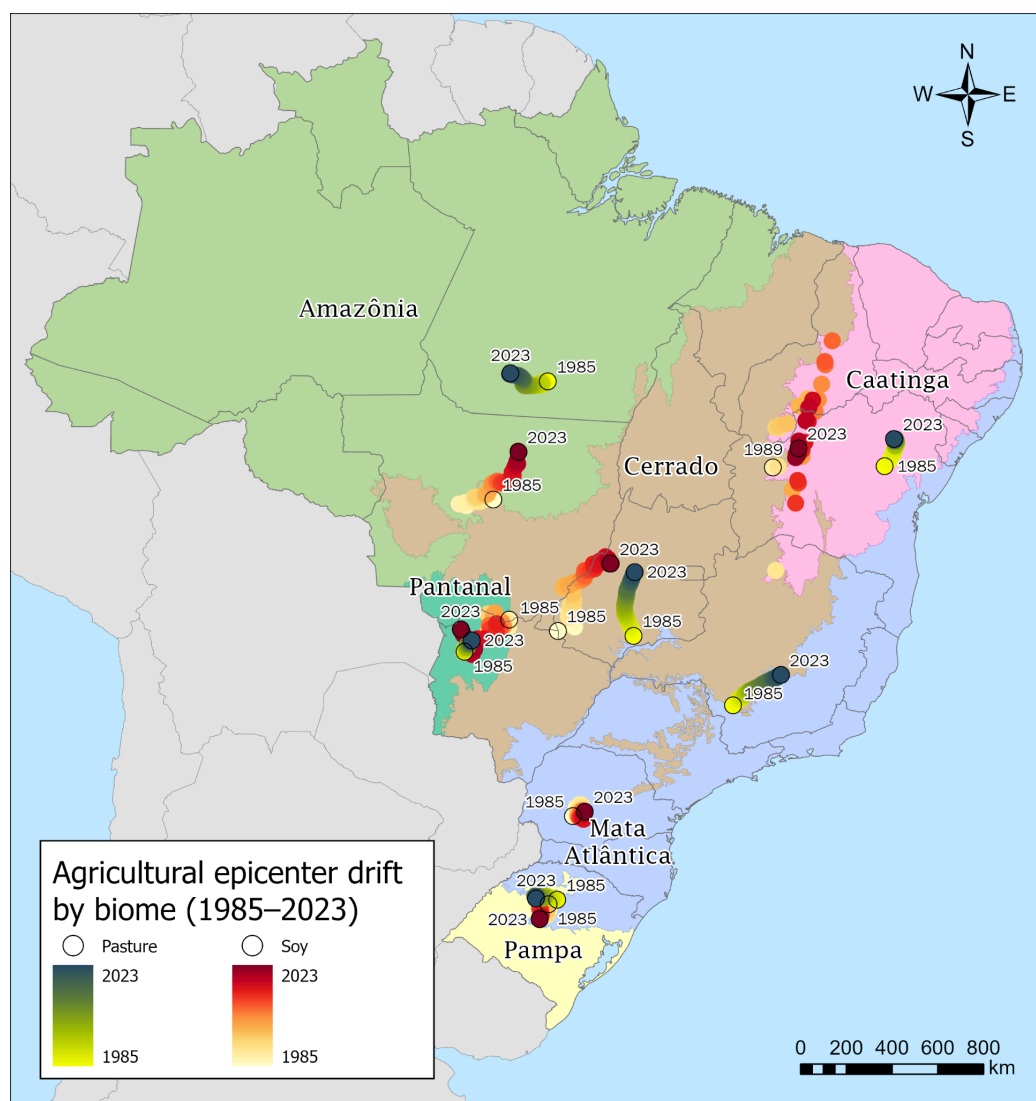 N
W E
S
Amazônia
2023
1985
Caatinga
2023
2023
1989
2023
Cerrado
1985
1985
2023
2023
Pantanal
1985
2023
1985
2023
1985
1985
2023
1985
1985
2023
Mata
Atlântica
2023
1985
2023
1985
Pampa
Agricultural epicenter drift
by biome (1985–2023)
Pasture
Soy
2023
2023
1985
1985
0 200 400 600 800
km